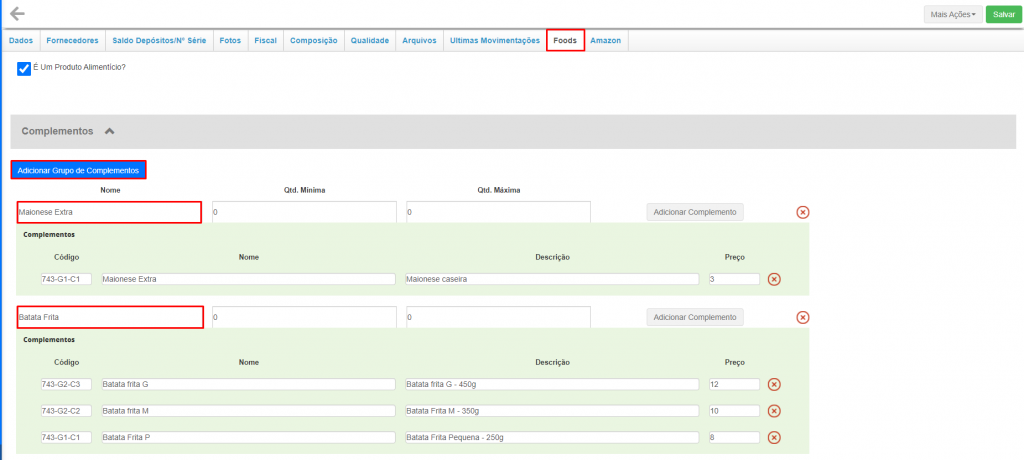 Mais Ações Salvar
Dados Fornecedores Saldo Depósitos/Nº Série Fotos Fiscal Composição Qualidade Arquivos Ultimas Movimentações Foods Amazon
É Um Produto Alimentício?
Complementos
Adicionar Grupo de Complementos
Nome Qtd. Mínima Qtd. Máxima
Maionese Extra 0 0 Adicionar Complemento
Complementos
Código Nome Descrição Preço
743-G1-C1 Maionese Extra Maionese caseira 3
Batata Frita 0 0 Adicionar Complemento
Complementos
Código Nome Descrição Preço
743-G2-C3 Batata frita G Batata frita G - 450g 12
743-G2-C2 Batata frita M Batata Frita M - 350g 10
743-G1-C1 Batata Frita P Batata Frita Pequena - 250g 8